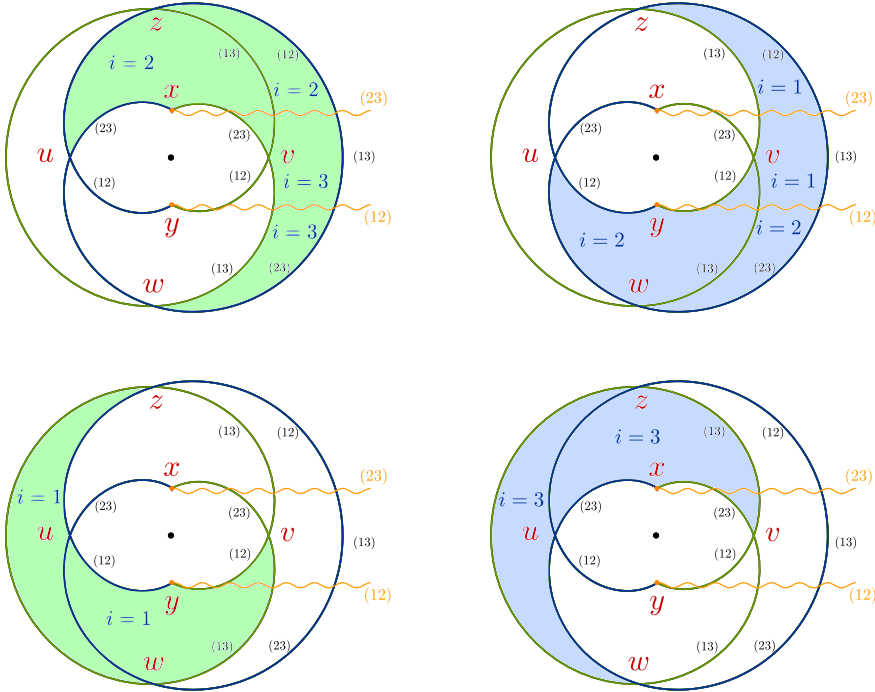 z z
(13) (12) (13) (12)
i = 2 i = 2 i = 1
x (23) x (23)
(23) (23) (23) (23)
u v (13) u v (13)
(12) (12) i = 3 (12) (12) i = 1
y i = 3 (12) i = 2 y i = 2 (12)
(13) (23) (13) (23)
w w
z z
(13) (12) i = 3 (13) (12)
x (23) x (23)
i = 1 (23) (23) i = 3 (23) (23)
u v (13) u v (13)
(12) (12) (12) (12)
y (12) y (12)
i = 1
(13) (23) (13) (23)
w w